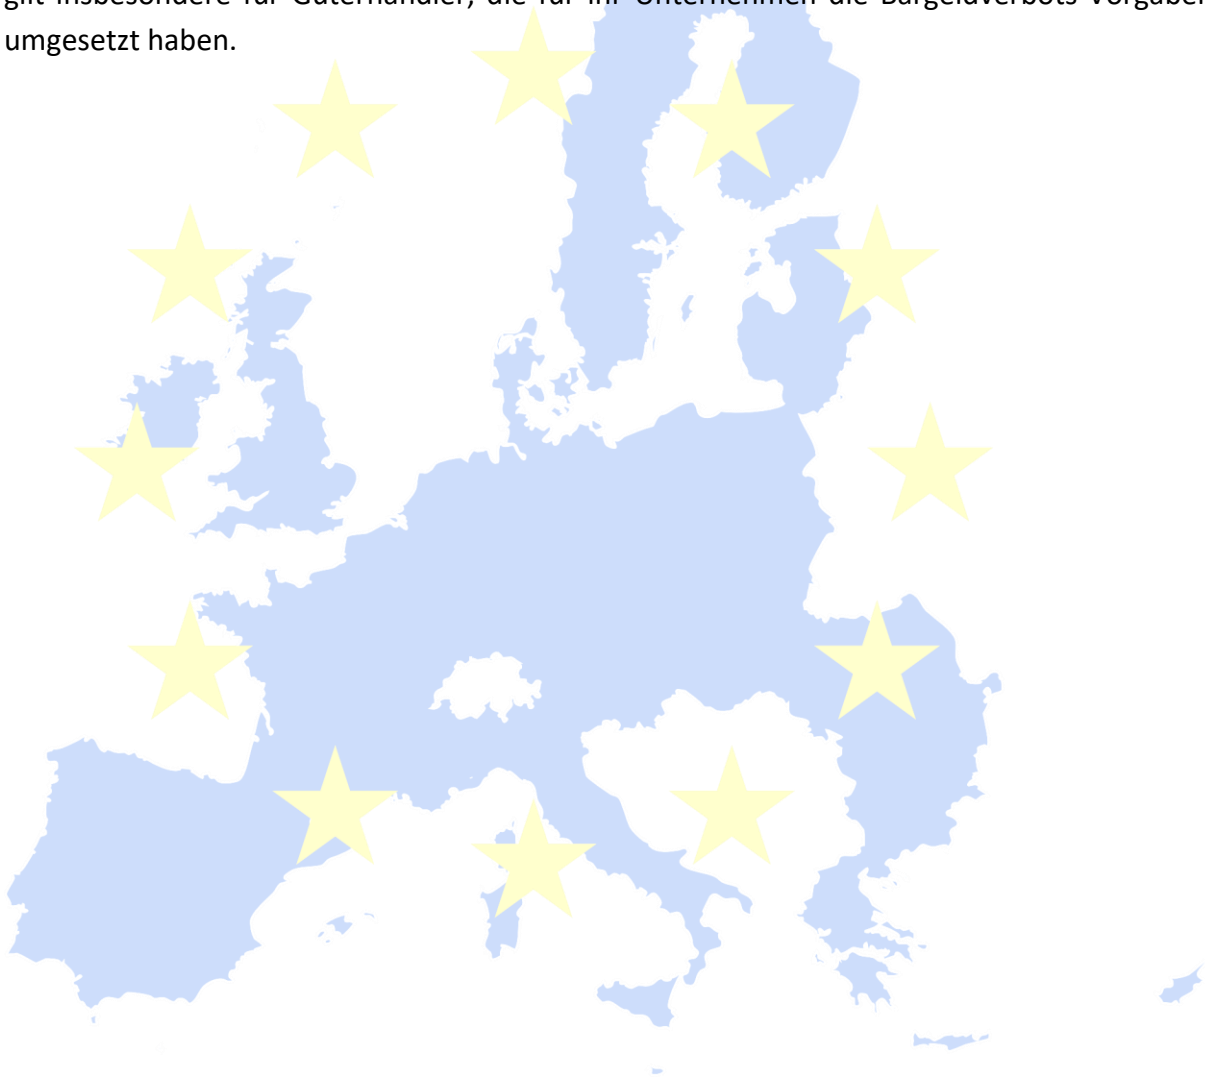 gilt insbesondere für Güterhändler, die für ihr Unternehmen die Bargeldverbots-Vorgaben
umgesetzt haben.